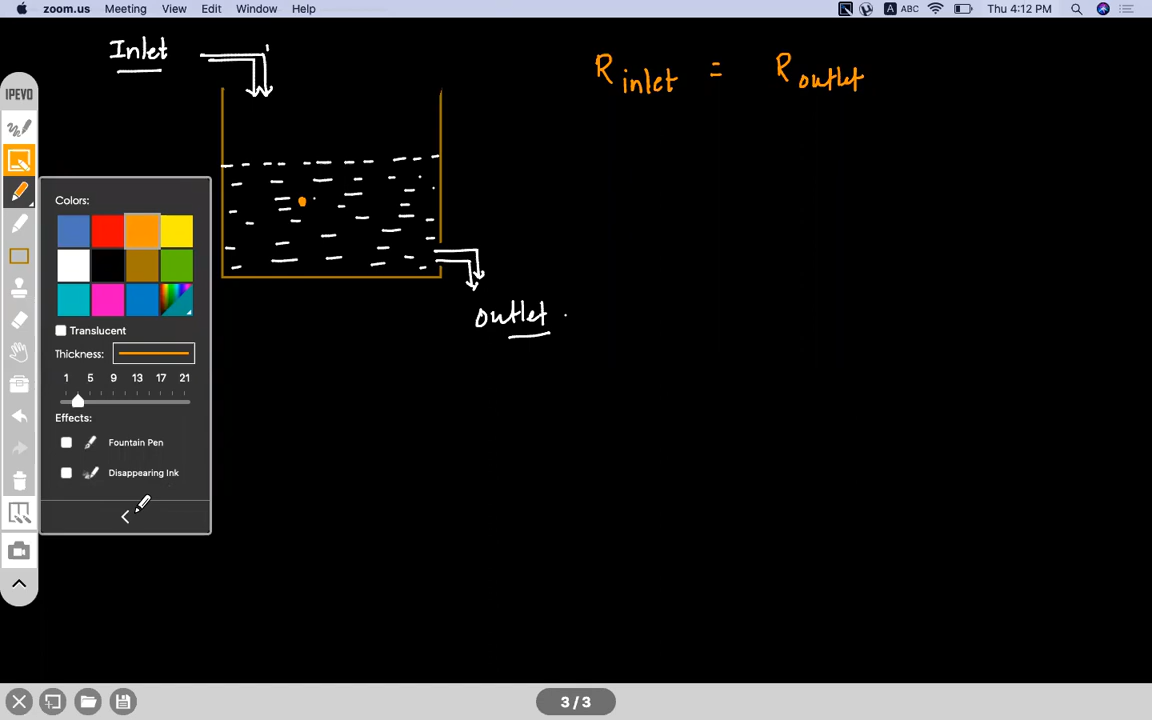 zoom.us Meeting View Edit Window Help ABC Thu 4:12 PM
Inlet
R inlet = R outlet
IPEVO
Colors:
Translucent
Thickness:
1 5 9 13 17 21
Effects:
Fountain Pen
Disappearing Ink
outlet
3/3